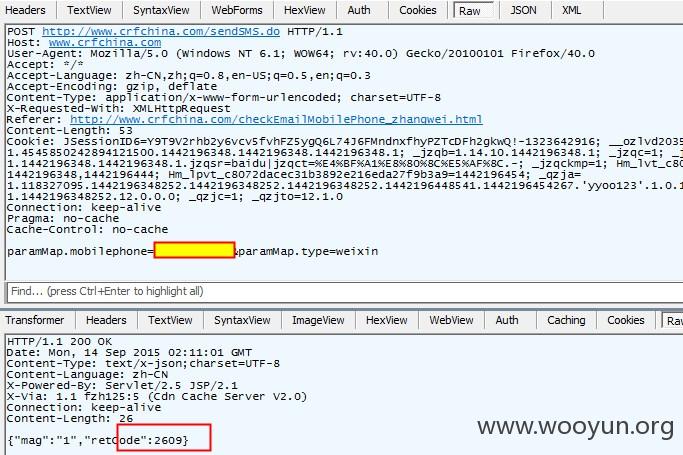 Headers TextView SyntaxView WebForms HexView Auth Cookies Raw JSON XML
POST http://www.crfchina.com/sendSMS.do HTTP/1.1
Host: www.crfchina.com
User-Agent: Mozilla/5.0 (Windows NT 6.1; WOW64; rv:40.0) Gecko/20100101 Firefox/40.0
Accept: */*
Accept-Language: zh-CN,zh;q=0.8,en-US;q=0.5,en;q=0.3
Accept-Encoding: gzip, deflate
Content-Type: application/x-www-form-urlencoded; charset=UTF-8
X-Requested-With: XMLHttpRequest
Referer: http://www.crfchina.com/checkEmailMobilePhone_zhangwei.html
Content-Length: 53
Cookie: JSessionID6=Y9T9V2rhb2y6vcv5fvhFZ5ygQ6L74J6FMndnxfhyPZTcDFh2gkwQ!-1323642916; __ozlvd2035
1.454585024289 4121500.1442196348.1442196348.1; _jzqb=1.14.10.1442196348.1; _jzqc=1; _j
1.1442196348.1442196348.1.jzqsr=baidu|jzqct=%E4%BF%A1%E8%80%8C%E5%AF%8C.-; _jzqckmp=1; Hm_l
1442196348,1442196444; Hm_lpvt_c8072dacec31b3892e216eda27f9b3a9=1442196454; _qzja=
1.118327095.1442196348252.1442196348252.1442196348252.1442196448541.1442196454267.'yyoo123'.1.0.1
1.1442196348252.12.0.0.0; _qzjc=1; _qzjto=12.1.0
Connection: keep-alive
Pragma: no-cache
Cache-Control: no-cache
paramMap.mobilephone= &paramMap.type=weixin
Find... (press Ctrl+Enter to highlight all)
Transformer Headers TextView SyntaxView ImageView HexView WebView Auth Caching Cookies Raw
HTTP/1.1 200 OK
Date: Mon, 14 Sep 2015 02:11:01 GMT
Content-Type: text/x-json;charset=UTF-8
Content-Language: zh-CN
X-Powered-By: Servlet/2.5 JSP/2.1
X-Via: 1.1 fzh125:5 (Cdn Cache Server V2.0)
Connection: keep-alive
Content-Length: 26
{"mag":"1","retCode":2609}
www.wooyun.org